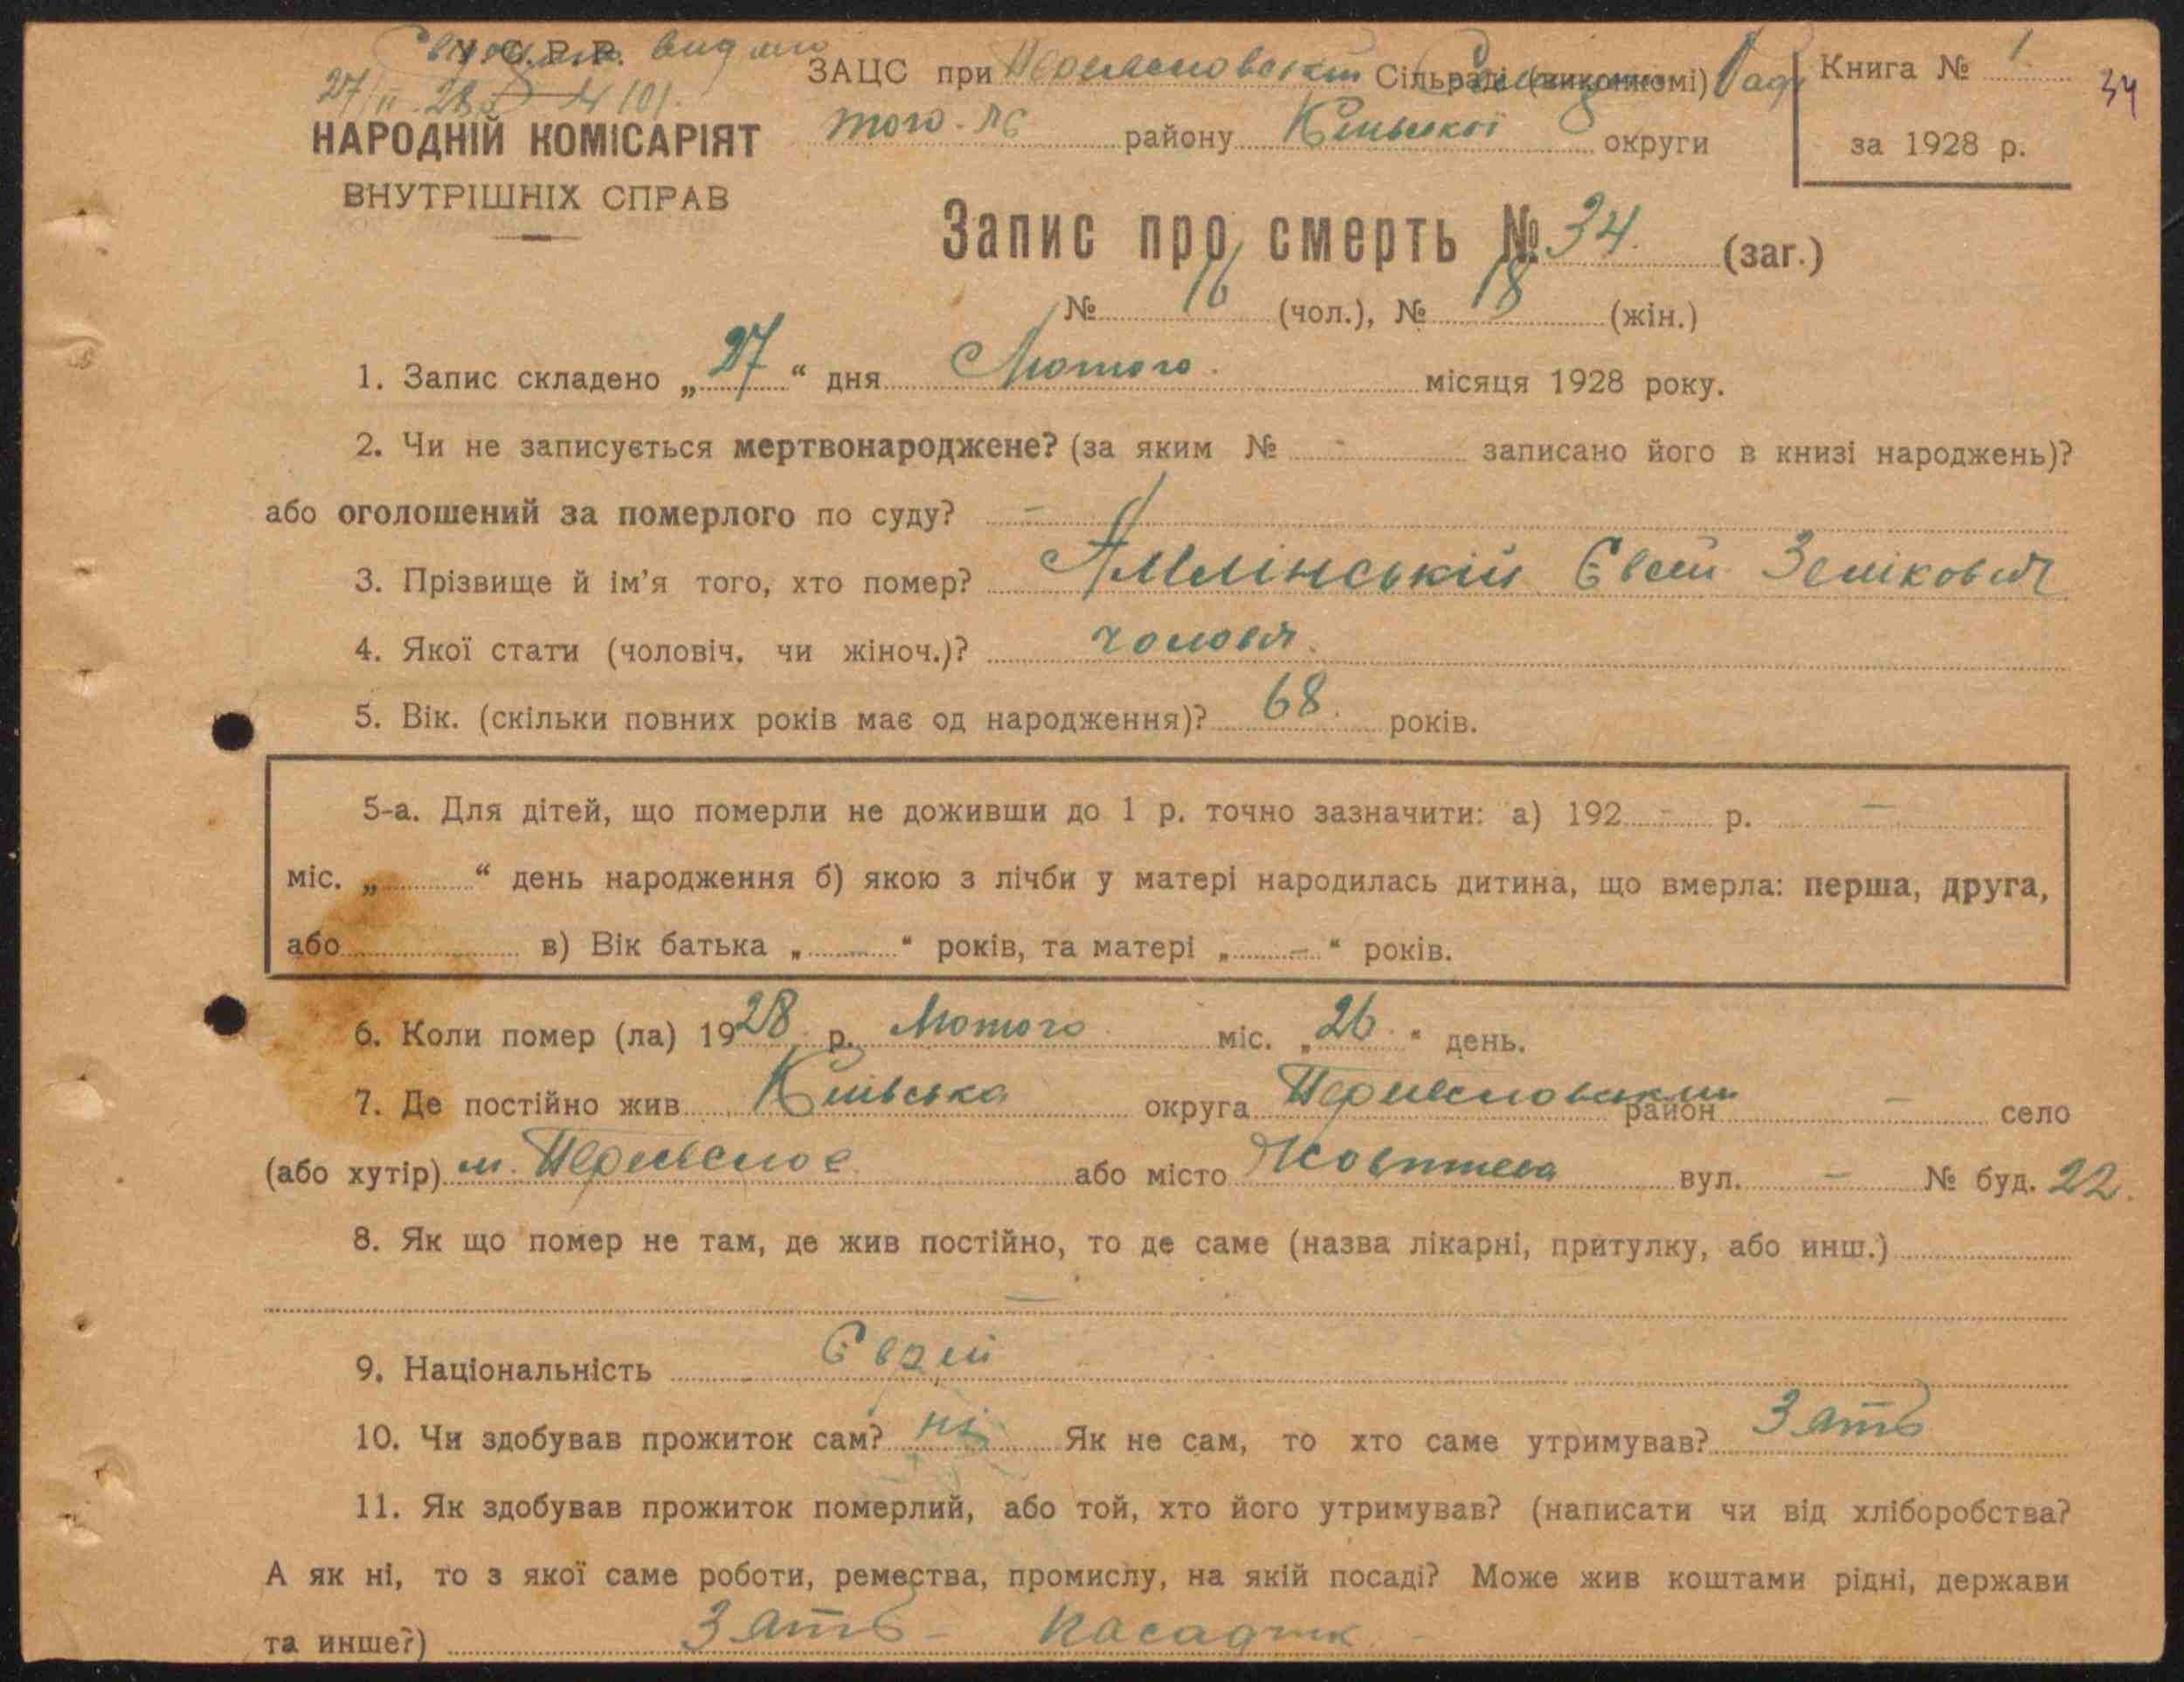 У.С.Р.Р. видано
27/II 28 р. № 101.
НАРОДНІЙ КОМІСАРІЯТ
ВНУТРІШНІХ СПРАВ
ЗАЦС при Сільраді (виконкомі)
того-ж району Київської округи
Книга № 1
за 1928 р.
34
Запис про смерть № 34. (заг.)
№ 16 (чол.), № 18 (жін.)
1. Запис складено „27“ дня Лютого місяця 1928 року.
2. Чи не записується мертвонароджене? (за яким № - записано його в книзі народжень)?
або оголошений за померлого по суду? —
3. Прізвище й ім'я того, хто помер? Зелікович
4. Якої стати (чоловіч. чи жіноч.)? чоловіч.
5. Вік. (скільки повних років має од народження)? 68. років.
5-а. Для дітей, що померли не доживши до 1 р. точно зазначити: а) 192 - р. —
міс. „ “ день народження б) якою з лічби у матері народилась дитина, що вмерла: перша, друга,
або в) Вік батька „ “ років, та матері „ – “ років.
6. Коли помер (ла) 1928 р. Лютого міс. „26“ день.
7. Де постійно жив Київська округа район — село
(або хутір) м. або місто вул. — № буд. 22.
8. Як що помер не там, де жив постійно, то де саме (назва лікарні, притулку, або инш.)
—
9. Національність Єврей
10. Чи здобував прожиток сам? ні Як не сам, то хто саме утримував? Зать
11. Як здобував прожиток померлий, або той, хто його утримував? (написати чи від хліборобства?
А як ні, то з якої саме роботи, ремества, промислу, на якій посаді? Може жив коштами рідні, держави
та инше?) Зать –